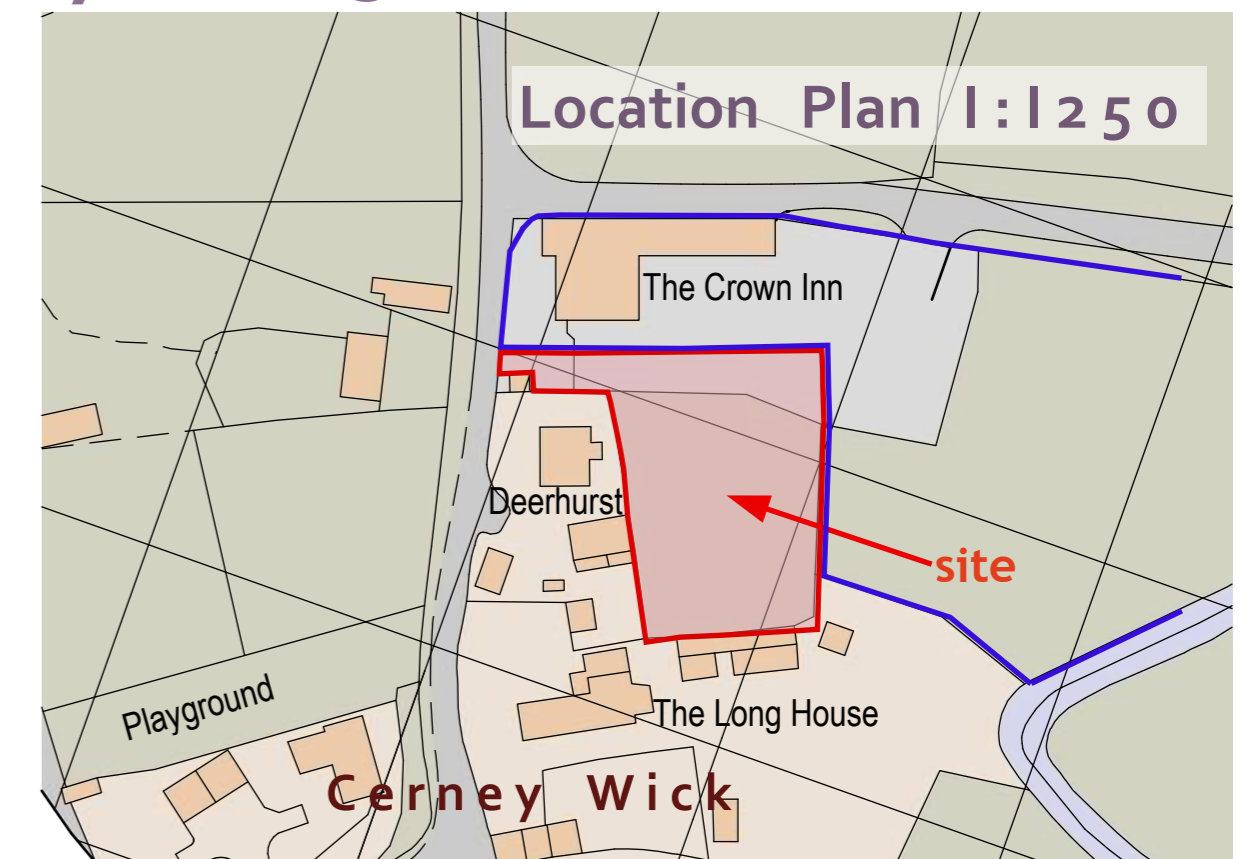 Location Plan 1:1250
The Crown Inn
Deerhurst
site
Playground
The Long House
Cerney Wick